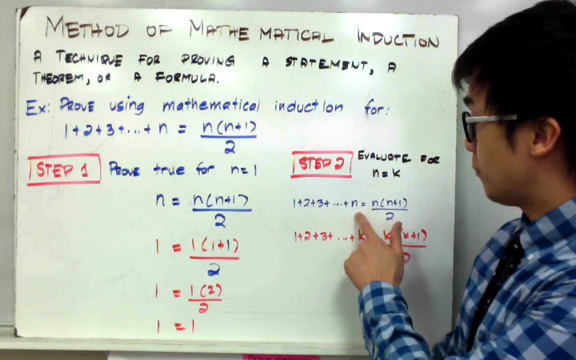 METHOD OF MATHEMATICAL INDUCTION
A TECHNIQUE FOR PROVING A STATEMENT, A
THEOREM, OR A FORMULA.
Ex: PROVE using mathematical induction for:
1+2+3+...+ n = n(n+1)/2
STEP 1 Prove true for n=1
n = n(n+1)/2
1 = 1(1+1)/2
1 = 1(2)/2
1 = 1
STEP 2 EVALUATE FOR
n=k
1+2+3+...+n = n(n+1)/2
1+2+3+...+k